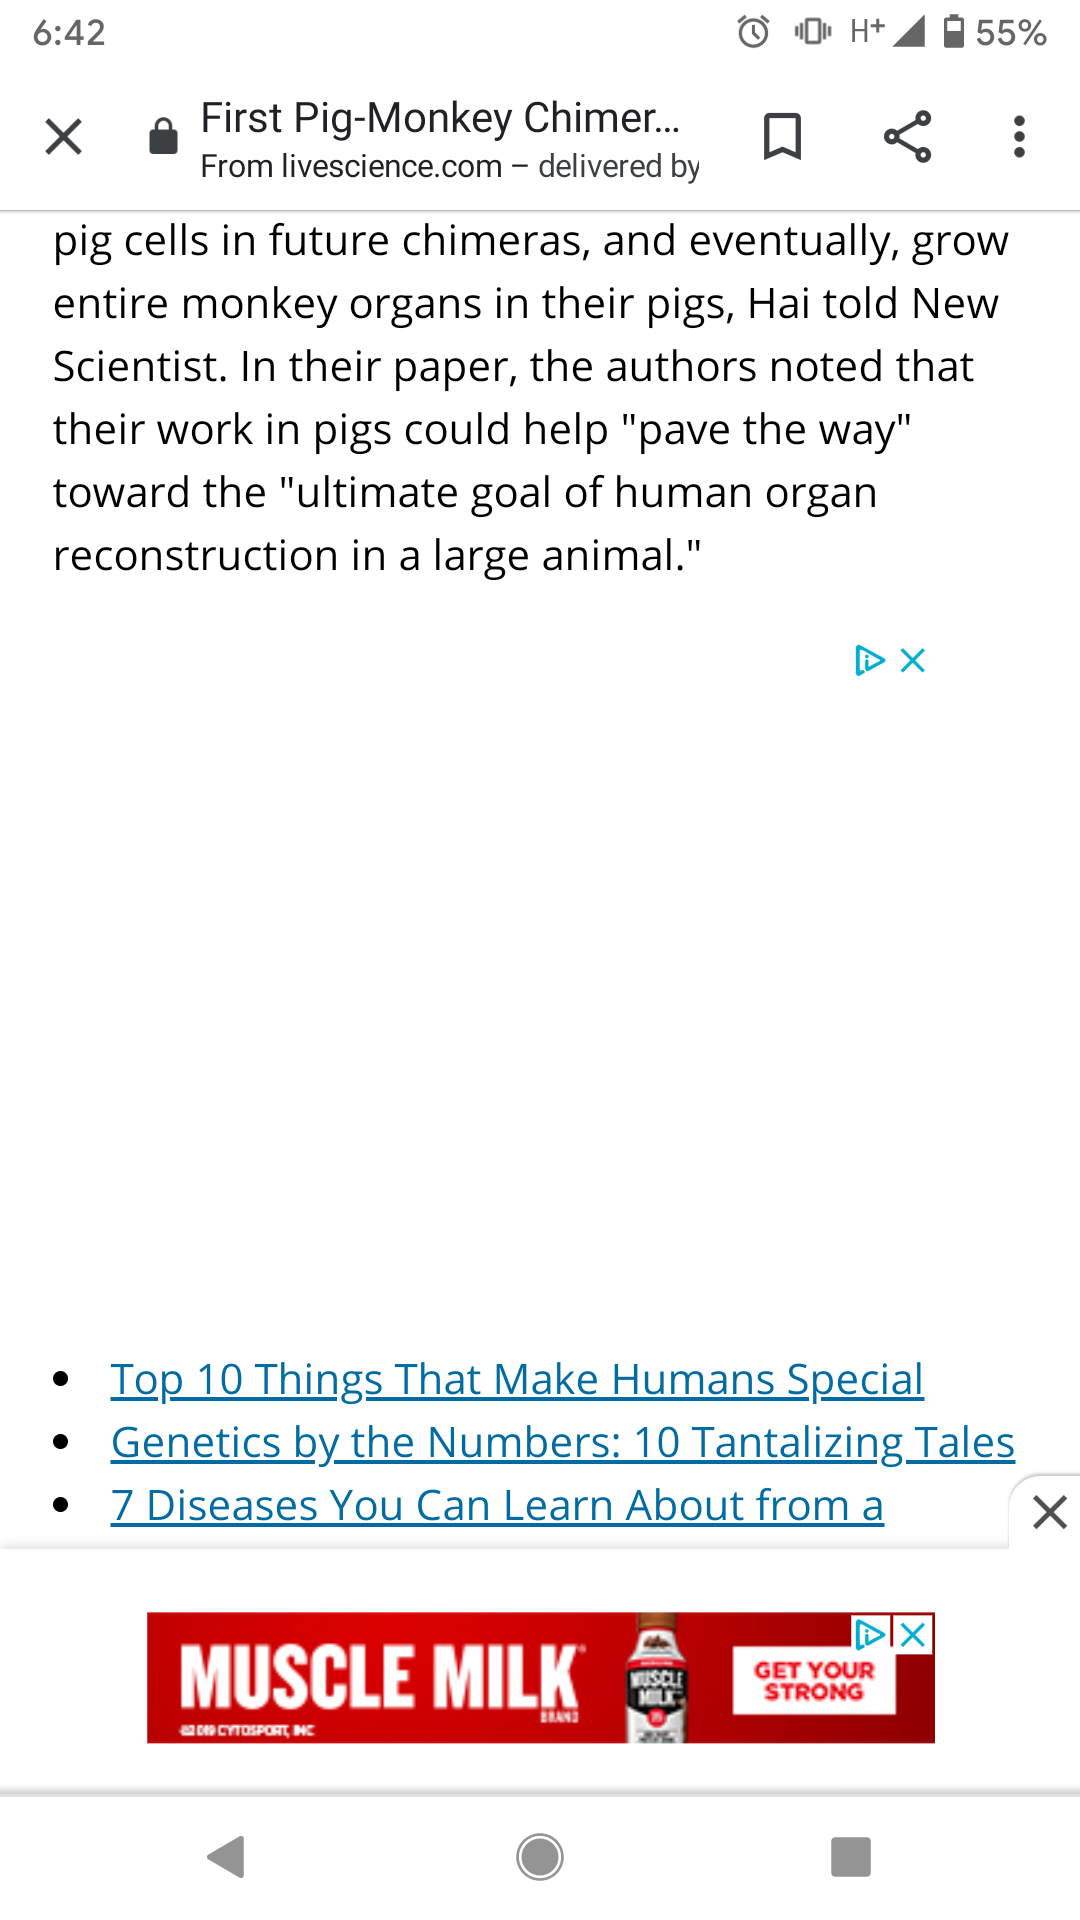 6:42
H+
55%
First Pig-Monkey Chimer...
From livescience.com – delivered by
pig cells in future chimeras, and eventually, grow
entire monkey organs in their pigs, Hai told New
Scientist. In their paper, the authors noted that
their work in pigs could help "pave the way"
toward the "ultimate goal of human organ
reconstruction in a large animal."
• Top 10 Things That Make Humans Special
• Genetics by the Numbers: 10 Tantalizing Tales
• 7 Diseases You Can Learn About from a
MUSCLE MILK
BRAND
©2019 CYTOSPORT, INC
MUSCLE
MILK
GET YOUR
STRONG